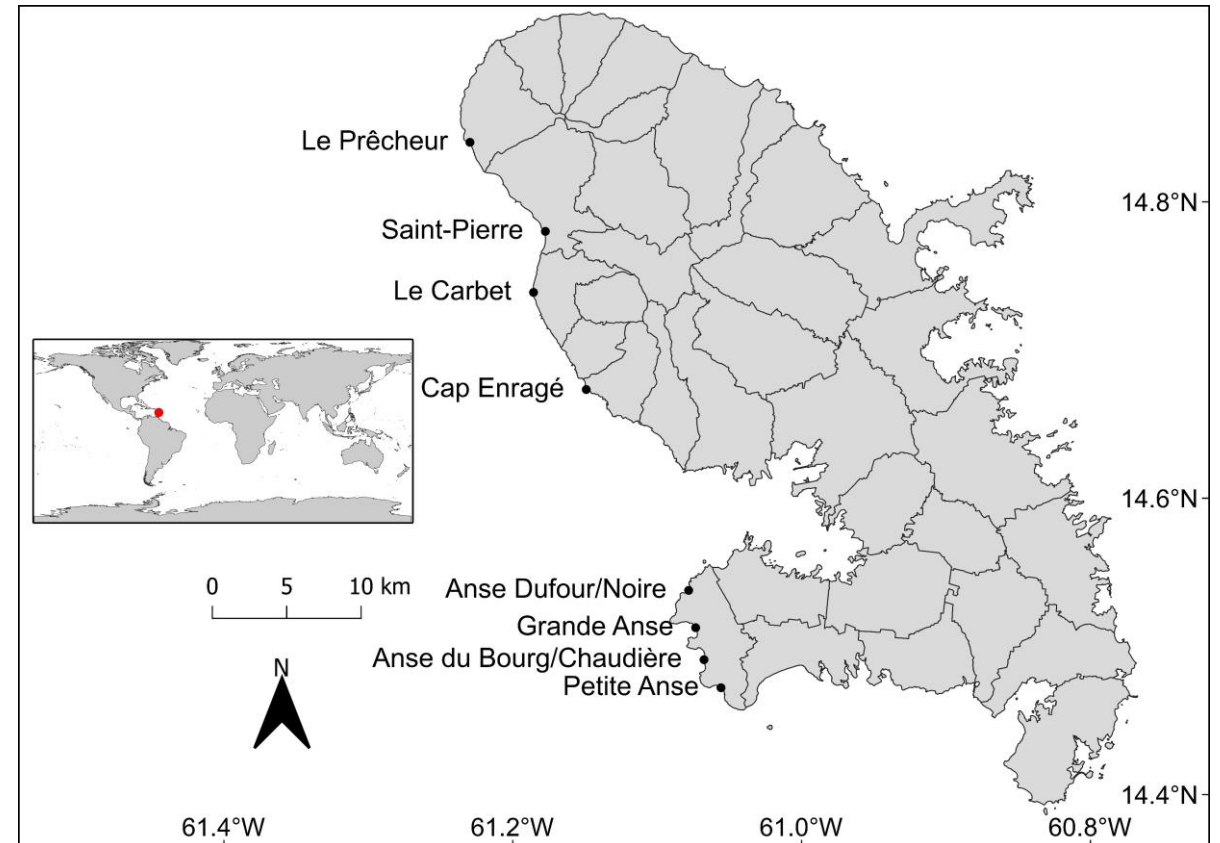 Le Prêcheur
14.8°N
Saint-Pierre
Le Carbet
Cap Enragé
14.6°N
0 5 10 km
Anse Dufour/Noire
Grande Anse
Anse du Bourg/Chaudière
N
Petite Anse
14.4°N
61.4°W 61.2°W 61.0°W 60.8°W